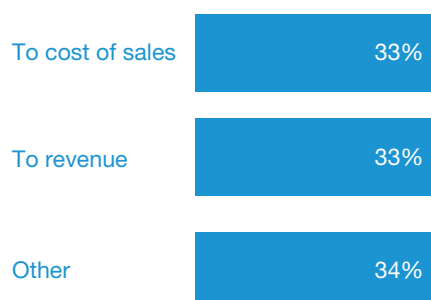 To cost of sales 33%
To revenue 33%
Other 34%